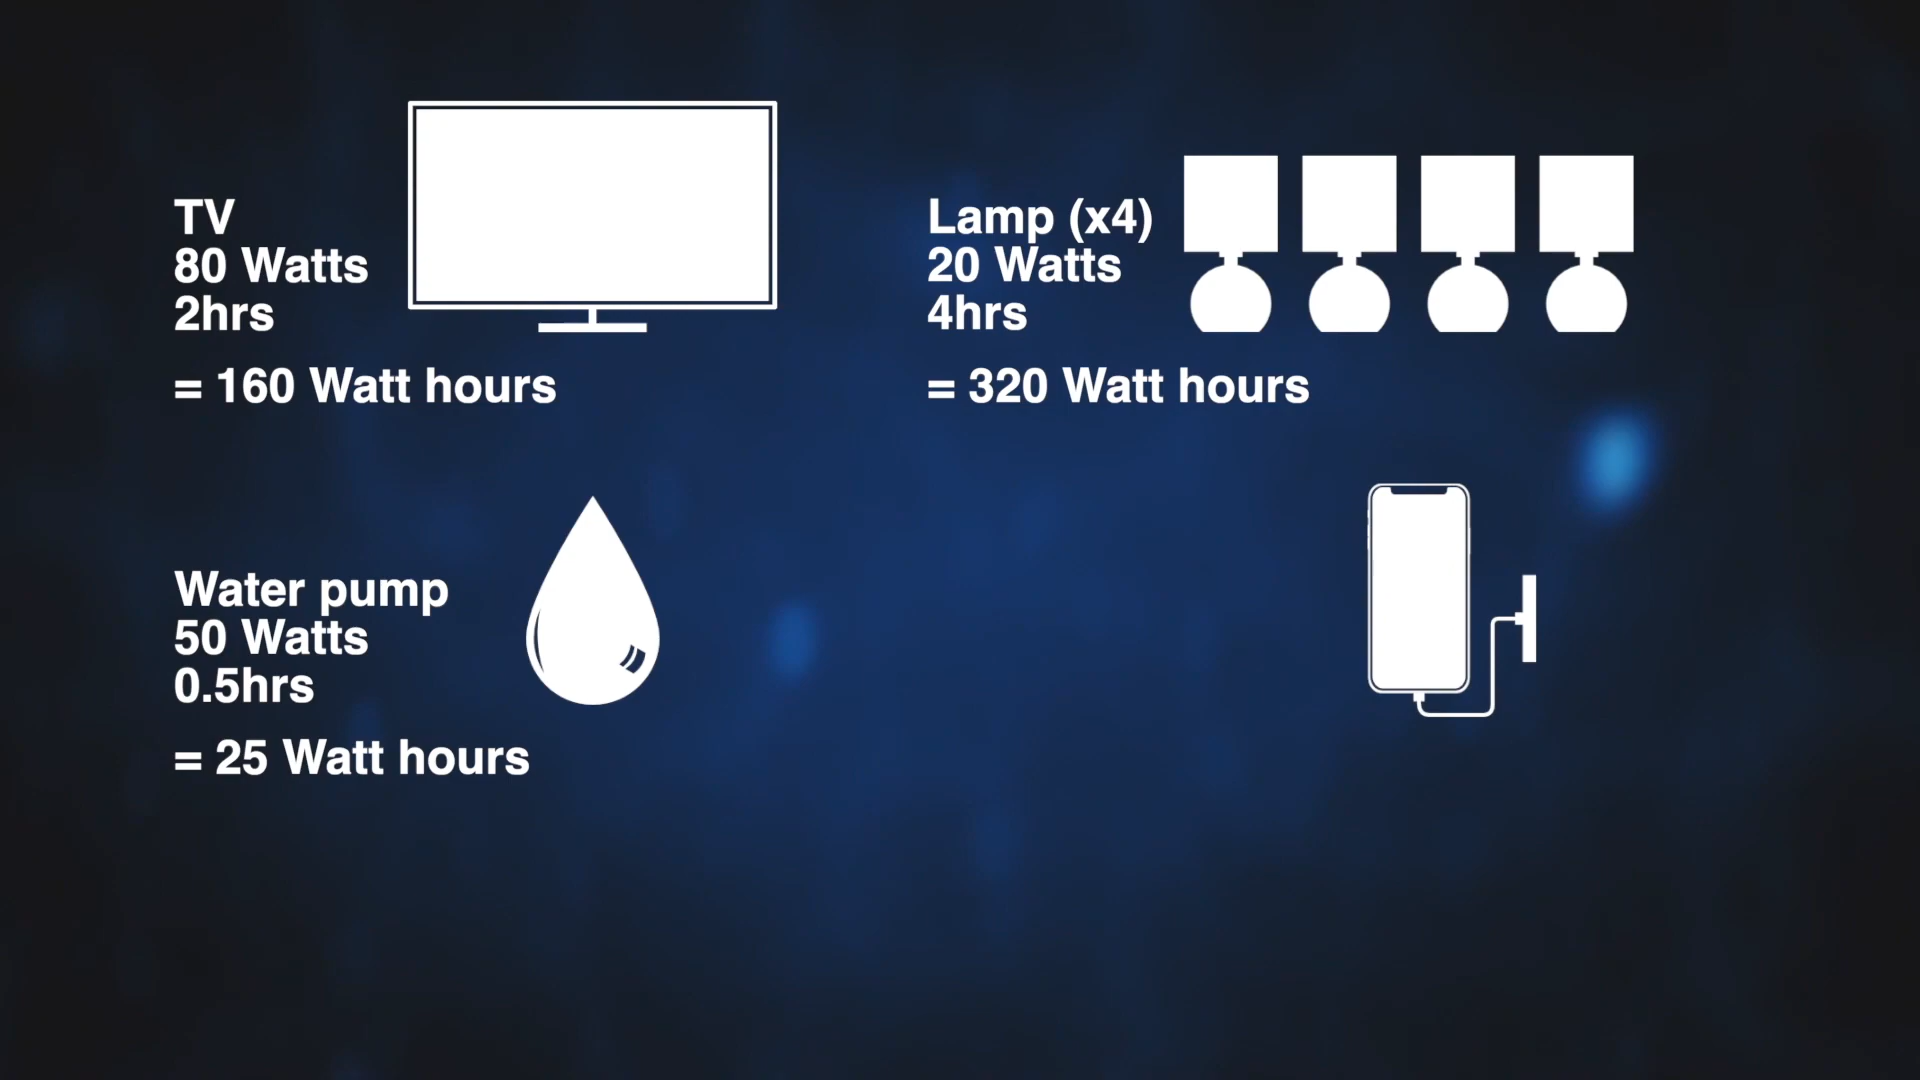 TV
80 Watts
2hrs
= 160 Watt hours
Lamp (x4)
20 Watts
4hrs
= 320 Watt hours
Water pump
50 Watts
0.5hrs
= 25 Watt hours